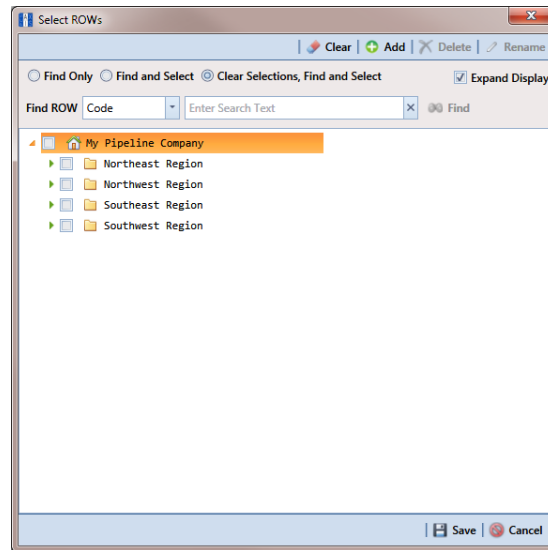 Select ROWs
Clear Add Delete Rename
Find Only Find and Select Clear Selections, Find and Select Expand Display
Find ROW Code Enter Search Text Find
My Pipeline Company
Northeast Region
Northwest Region
Southeast Region
Southwest Region
Save Cancel